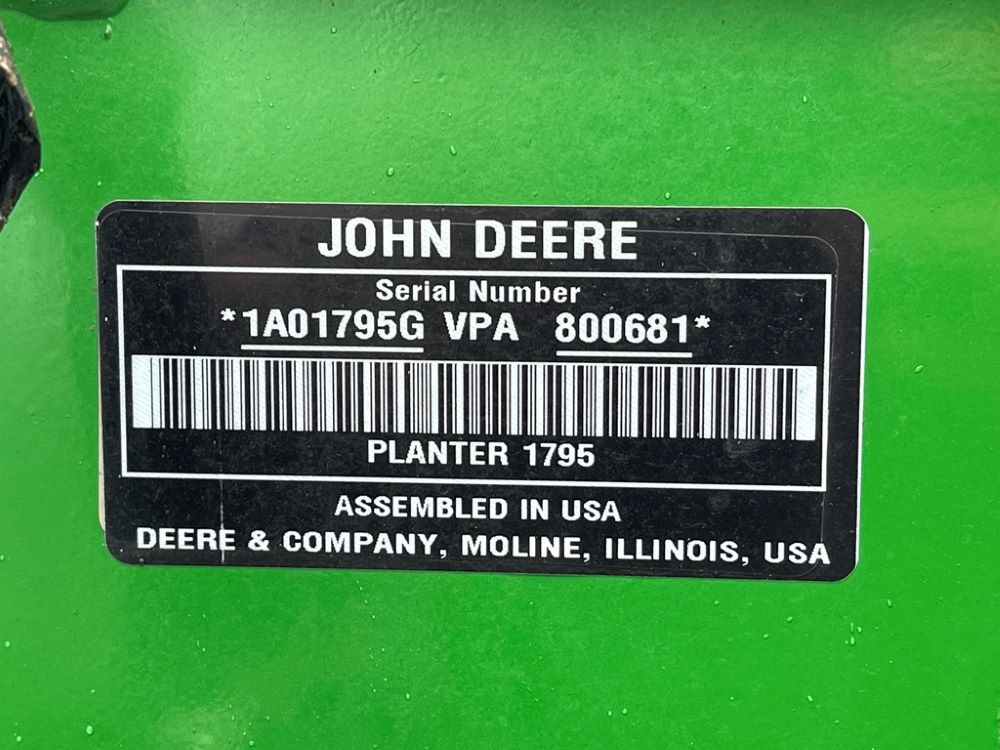 JOHN DEERE
Serial Number
*1A01795G VPA 800681*
PLANTER 1795
ASSEMBLED IN USA
DEERE & COMPANY, MOLINE, ILLINOIS, USA